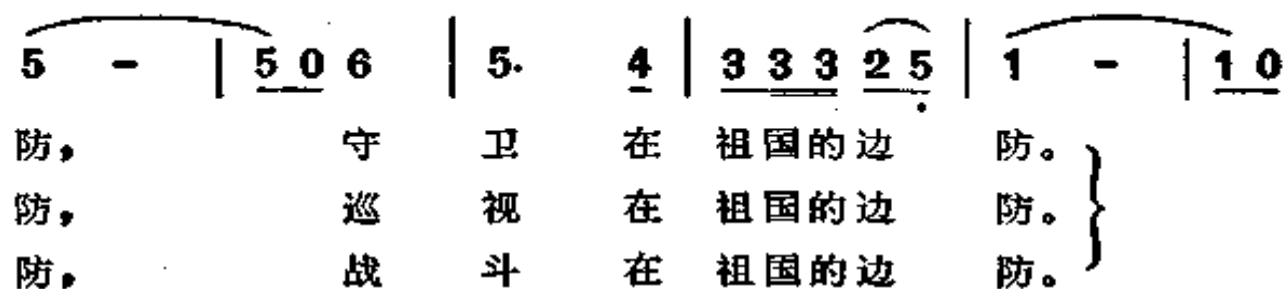 5 - | 5 0 6 | 5. 4 | 3 3 3 2 5 | 1 - | 1 0
防， 守 卫 在 祖国的边 防。
防， 巡 视 在 祖国的边 防。
防， 战 斗 在 祖国的边 防。